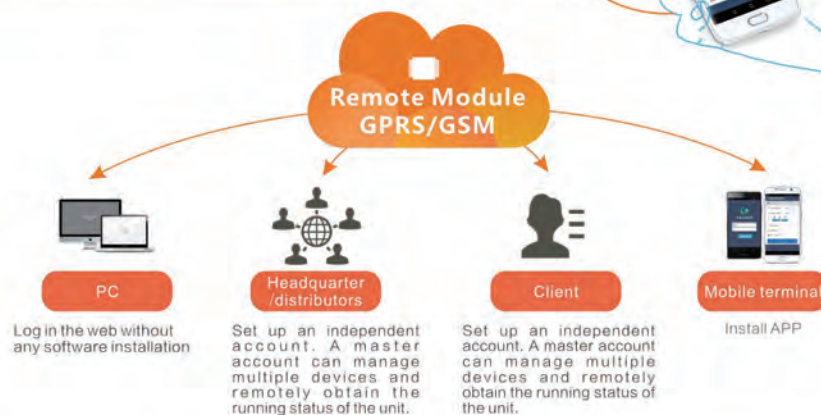 Remote Module
GPRS/GSM
PC
Log in the web without
any software installation
Headquarter
/distributors
Set up an independent
account. A master
account can manage
multiple devices and
remotely obtain the
running status of the unit.
Client
Set up an independent
account. A master account
can manage multiple
devices and remotely
obtain the running status of
the unit.
Mobile terminal
Install APP